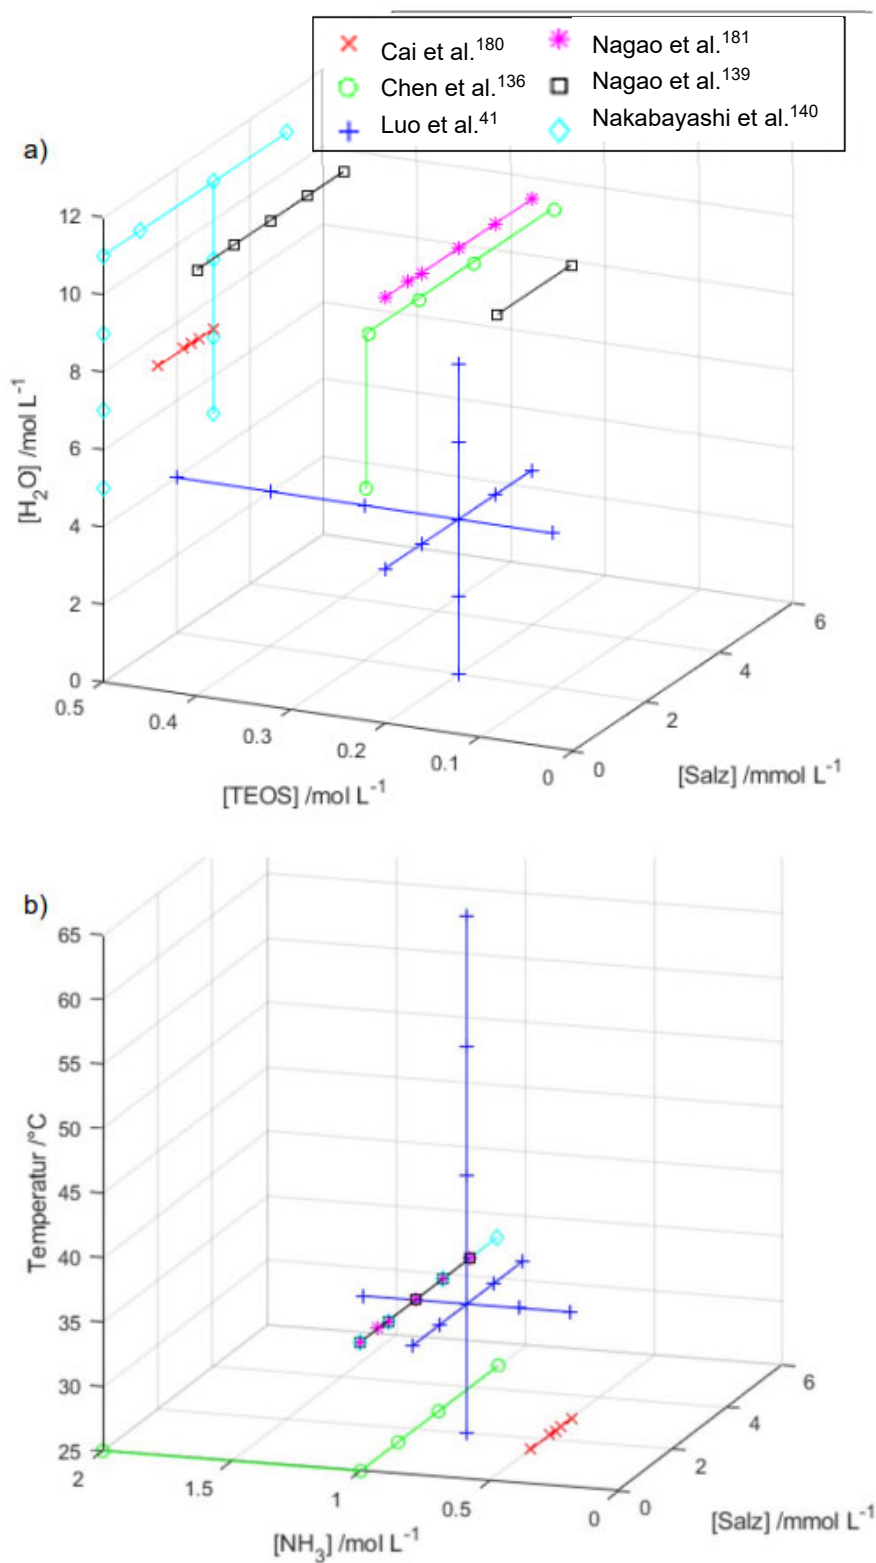 Cai et al.180
Nagao et al.181
Chen et al.136
Nagao et al.139
Luo et al.41
Nakabayashi et al.140
a)
12
10
8
6
4
2
0
[H2O] /mol L-1
0.5
0.4
0.3
0.2
0.1
0
[TEOS] /mol L-1
0
2
4
6
[Salz] /mmol L-1
b)
65
60
55
50
45
40
35
30
25
Temperatur /°C
2
1.5
1
0.5
0
[NH3] /mol L-1
0
2
4
6
[Salz] /mmol L-1